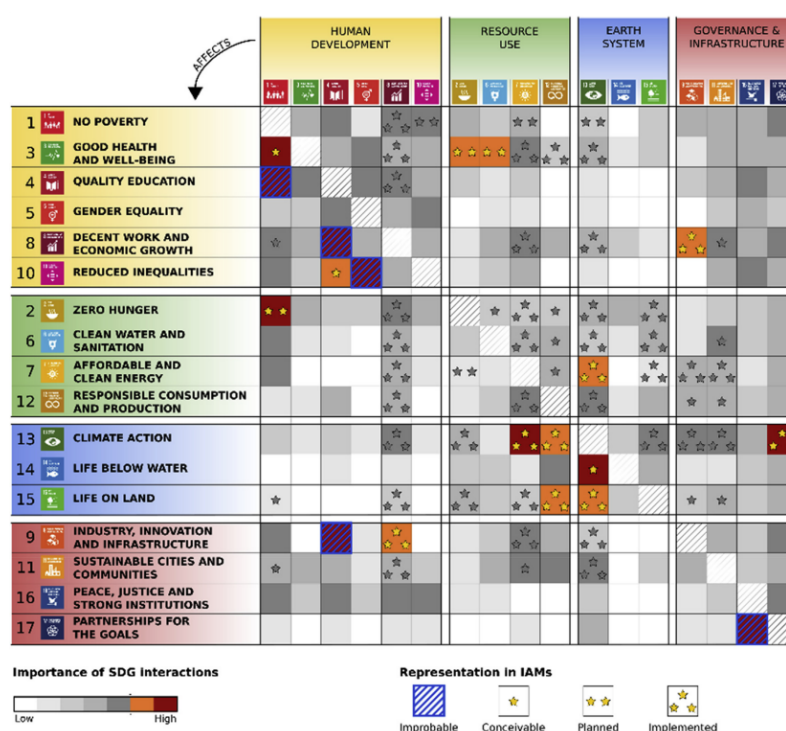 HUMAN
DEVELOPMENT
RESOURCE
USE
EARTH
SYSTEM
GOVERNANCE &
INFRASTRUCTURE
AFFECTS
1 NO POVERTY
3 GOOD HEALTH
AND WELL-BEING
4 QUALITY EDUCATION
5 GENDER EQUALITY
8 DECENT WORK AND
ECONOMIC GROWTH
10 REDUCED INEQUALITIES
2 ZERO HUNGER
6 CLEAN WATER AND
SANITATION
7 AFFORDABLE AND
CLEAN ENERGY
12 RESPONSIBLE CONSUMPTION
AND PRODUCTION
13 CLIMATE ACTION
14 LIFE BELOW WATER
15 LIFE ON LAND
9 INDUSTRY, INNOVATION
AND INFRASTRUCTURE
11 SUSTAINABLE CITIES AND
COMMUNITIES
16 PEACE, JUSTICE AND
STRONG INSTITUTIONS
17 PARTNERSHIPS FOR
THE GOALS
Importance of SDG interactions
Low High
Representation in IAMs
Improbable Conceivable Planned Implemented